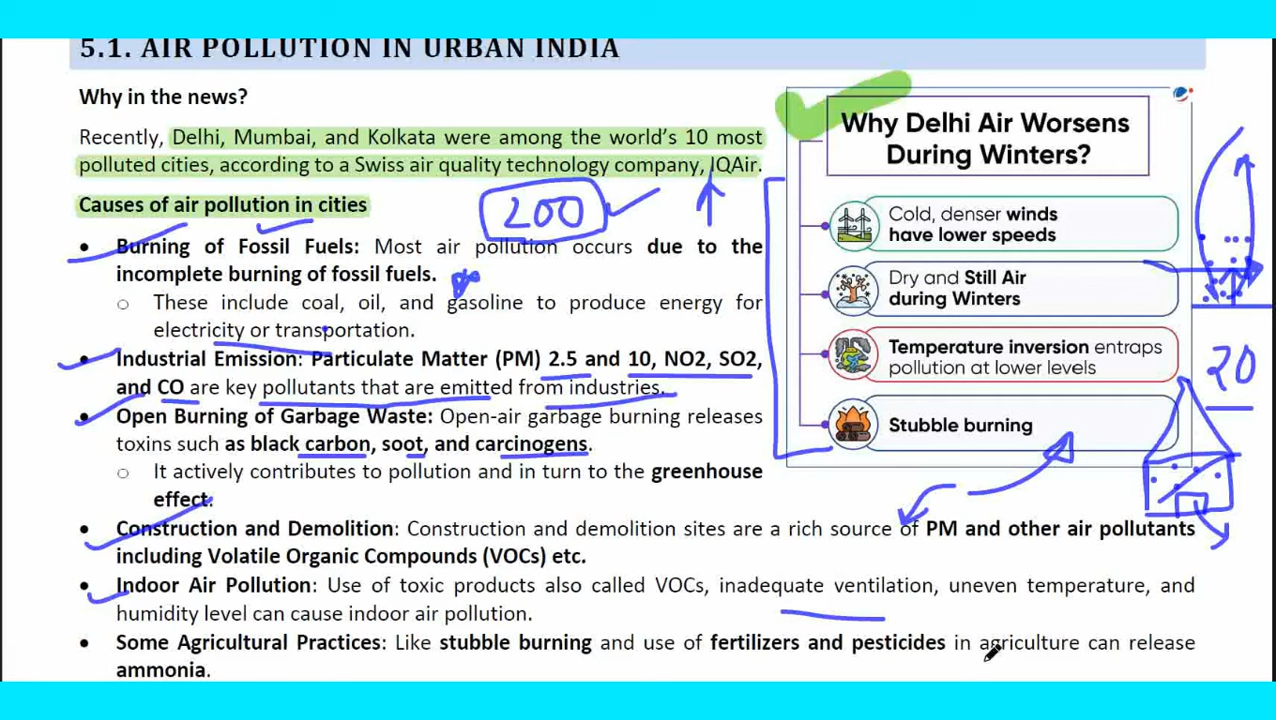 5.1. AIR POLLUTION IN URBAN INDIA
Why in the news?
Recently, Delhi, Mumbai, and Kolkata were among the world's 10 most
polluted cities, according to a Swiss air quality technology company, IQAir.
Causes of air pollution in cities
200
• Burning of Fossil Fuels: Most air pollution occurs due to the
incomplete burning of fossil fuels.
○ These include coal, oil, and gasoline to produce energy for
electricity or transportation.
• Industrial Emission: Particulate Matter (PM) 2.5 and 10, NO2, SO2,
and CO are key pollutants that are emitted from industries.
• Open Burning of Garbage Waste: Open-air garbage burning releases
toxins such as black carbon, soot, and carcinogens.
○ It actively contributes to pollution and in turn to the greenhouse
effect.
Why Delhi Air Worsens
During Winters?
Cold, denser winds
have lower speeds
Dry and Still Air
during Winters
Temperature inversion entraps
pollution at lower levels
Stubble burning
20
• Construction and Demolition: Construction and demolition sites are a rich source of PM and other air pollutants
including Volatile Organic Compounds (VOCs) etc.
• Indoor Air Pollution: Use of toxic products also called VOCs, inadequate ventilation, uneven temperature, and
humidity level can cause indoor air pollution.
• Some Agricultural Practices: Like stubble burning and use of fertilizers and pesticides in agriculture can release
ammonia.